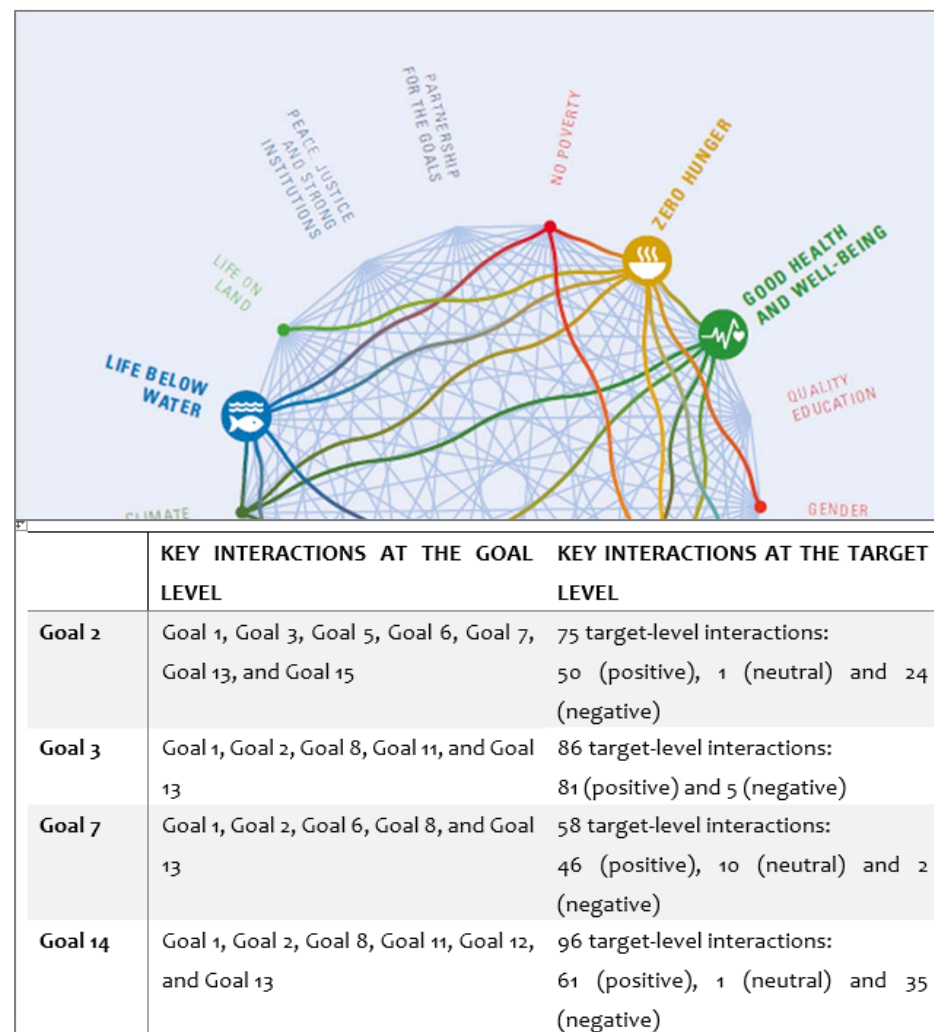 PARTNERSHIP
FOR THE GOALS
PEACE, JUSTICE
AND STRONG
INSTITUTIONS
NO POVERTY
ZERO HUNGER
GOOD HEALTH
AND WELL-BEING
LIFE ON
LAND
LIFE BELOW
WATER
QUALITY
EDUCATION
CLIMATE
GENDER
KEY INTERACTIONS AT THE GOAL
LEVEL
KEY INTERACTIONS AT THE TARGET
LEVEL
Goal 2
Goal 1, Goal 3, Goal 5, Goal 6, Goal 7,
Goal 13, and Goal 15
75 target-level interactions:
50 (positive), 1 (neutral) and 24
(negative)
Goal 3
Goal 1, Goal 2, Goal 8, Goal 11, and Goal
13
86 target-level interactions:
81 (positive) and 5 (negative)
Goal 7
Goal 1, Goal 2, Goal 6, Goal 8, and Goal
13
58 target-level interactions:
46 (positive), 10 (neutral) and 2
(negative)
Goal 14
Goal 1, Goal 2, Goal 8, Goal 11, Goal 12,
and Goal 13
96 target-level interactions:
61 (positive), 1 (neutral) and 35
(negative)